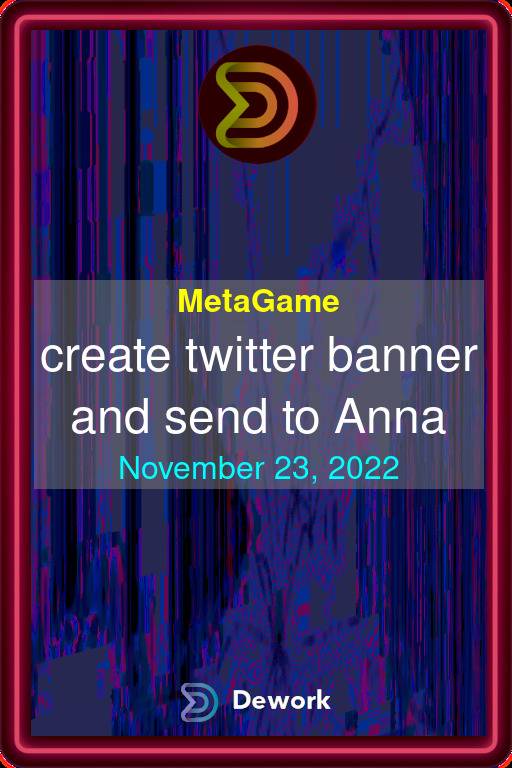 MetaGame
create twitter banner
and send to Anna
November 23, 2022
Dework